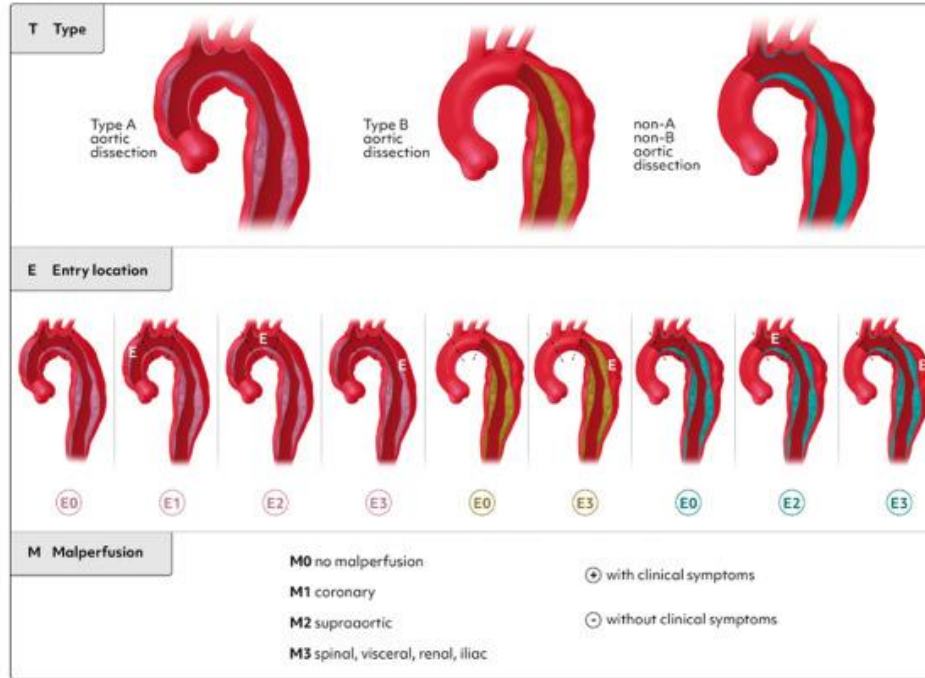 T Type
Type A
aortic
dissection
Type B
aortic
dissection
non-A
non-B
aortic
dissection
E Entry location
E
E
E
E
E
E
E0
E1
E2
E3
E0
E3
E0
E2
E3
M Malperfusion
M0 no malperfusion
M1 coronary
M2 supraaortic
M3 spinal, visceral, renal, iliac
+ with clinical symptoms
- without clinical symptoms